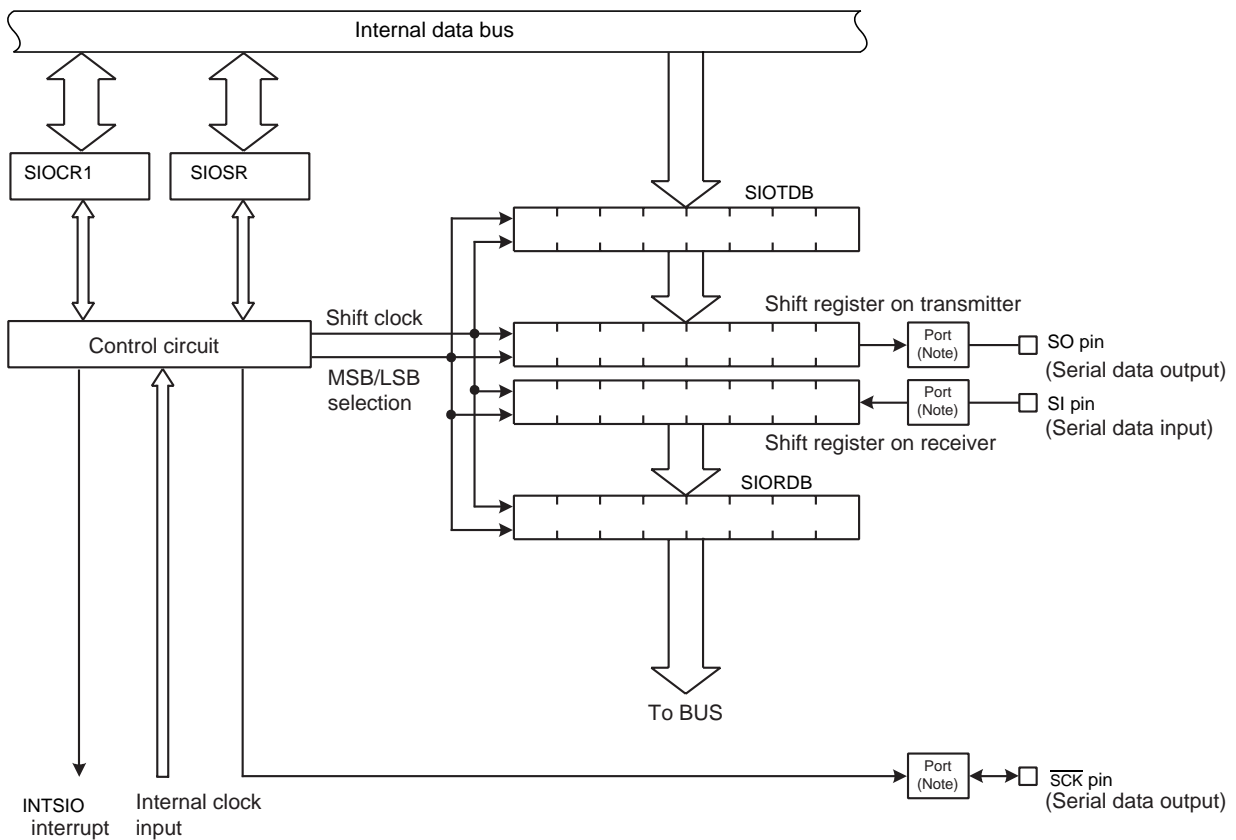 Internal data bus
SIOCR1
SIOSR
SIOTDB
Shift register on transmitter
Shift clock
Control circuit
MSB/LSB
selection
Port
(Note)
SO pin
(Serial data output)
Port
(Note)
SI pin
(Serial data input)
Shift register on receiver
SIORDB
To BUS
Port
(Note)
SCK pin
(Serial data output)
INTSIO
interrupt
Internal clock
input